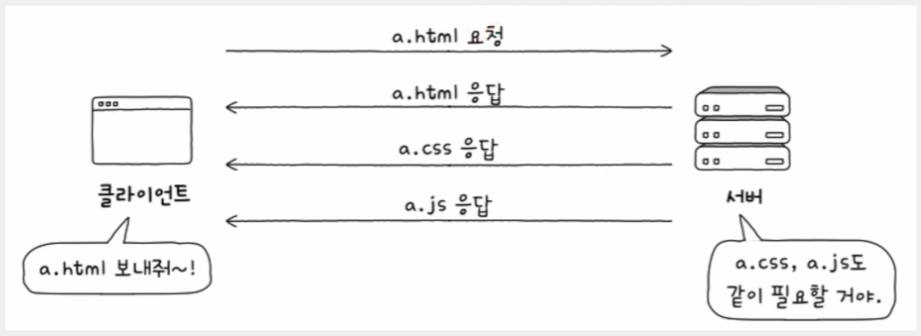 a.html 요청
a.html 응답
a.css 응답
a.js 응답
클라이언트
서버
a.html 보내줘~!
a.css, a.js도
같이 필요할 거야.